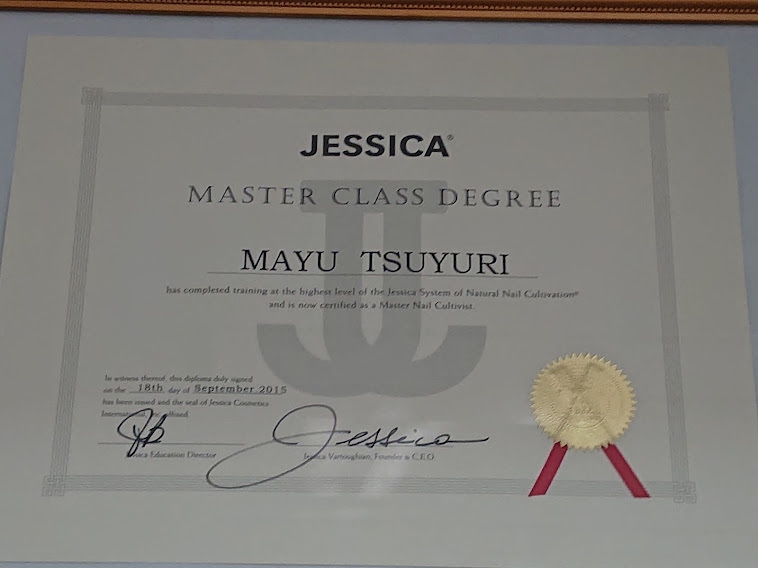 JESSICA®
MASTER CLASS DEGREE
MAYU TSUYURI
has completed training at the highest level of the Jessica System of Natural Nail Cultivation®
and is now certified as a Master Nail Cultivist.
In witness thereof, this diploma duly signed
on the 18th day of September 2015
has been issued and the seal of Jessica Cosmetics
International, affixed.
Jessica
Education Director
Jessica Vartoughian, Founder & C.E.O.